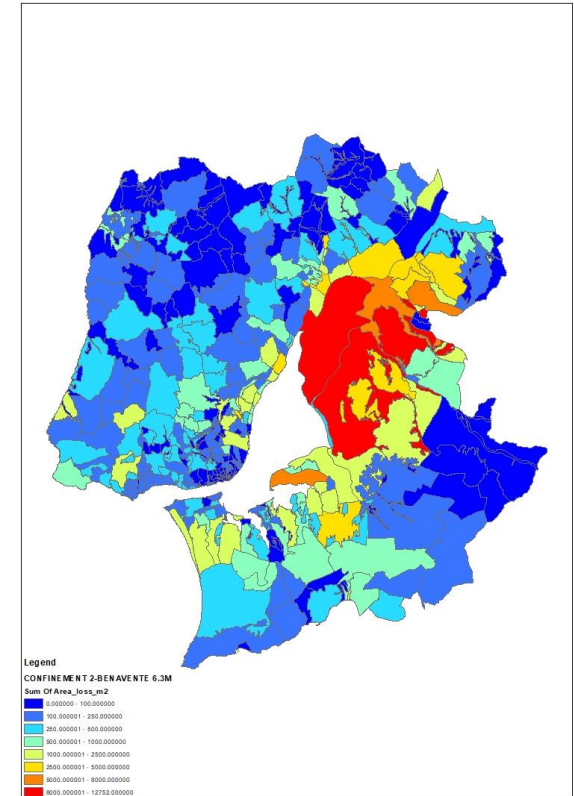 Legend
CONFINEMENT 2-BENAVENTE 6.3M
Sum Of Area_loss_m2
0.000000 - 100.000000
100.000001 - 250.000000
250.000001 - 500.000000
500.000001 - 1000.000000
1000.000001 - 2500.000000
2500.000001 - 5000.000000
5000.000001 - 8000.000000
8000.000001 - 12752.000000